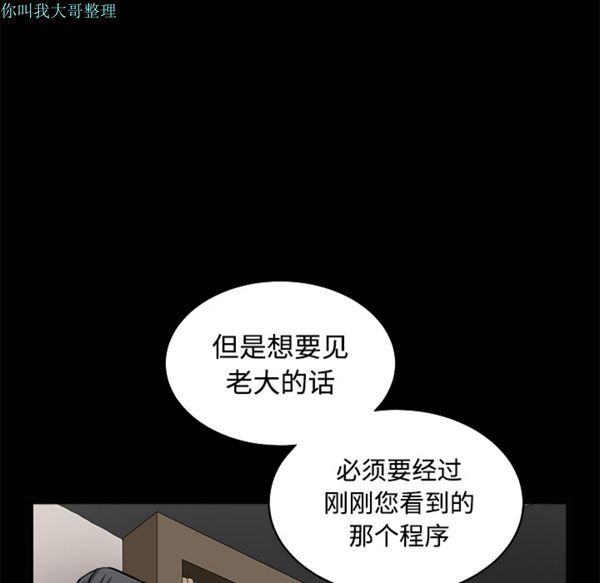 你叫我大哥整理
但是想要见
老大的话
必须要经过
刚刚您看到的
那个程序